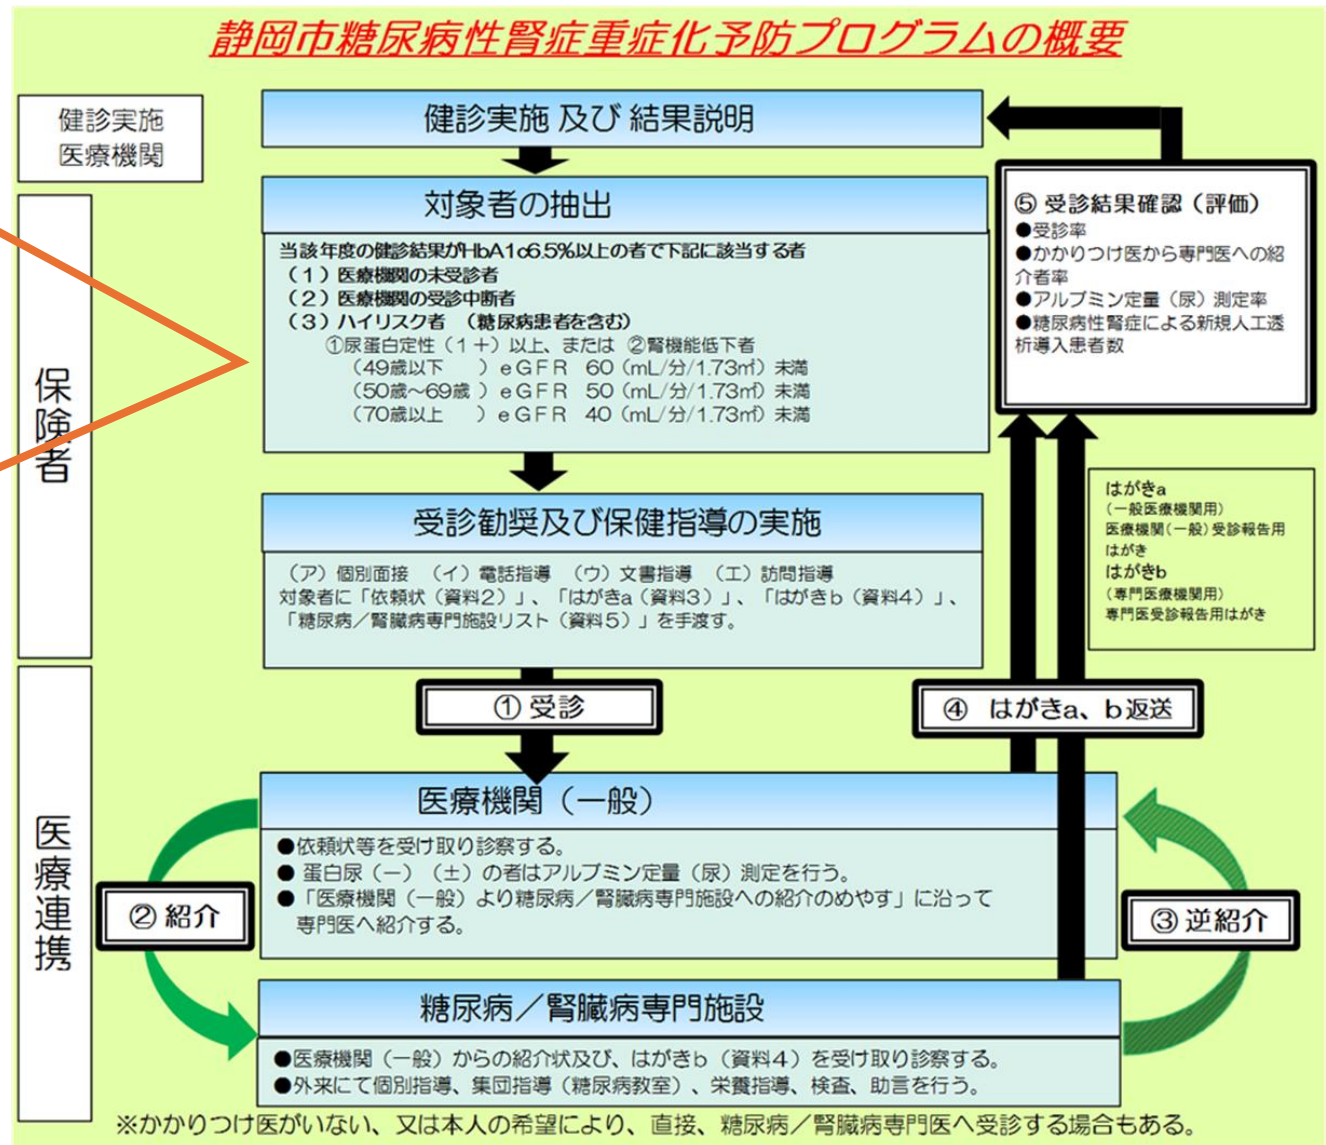 静岡市糖尿病性腎症重症化予防プログラムの概要
健診実施
医療機関
健診実施 及び 結果説明
対象者の抽出
当該年度の健診結果がHbA1c6.5%以上の者で下記に該当する者
（１）医療機関の未受診者
（２）医療機関の受診中断者
（３）ハイリスク者　（糖尿病患者を含む）
①尿蛋白定性（１＋）以上、または ②腎機能低下者
（49歳以下　　）ｅＧＦＲ　60（mL/分/1.73㎡）未満
（50歳～69歳 ）ｅＧＦＲ　50（mL/分/1.73㎡）未満
（70歳以上　　）ｅＧＦＲ　40（mL/分/1.73㎡）未満
⑤ 受診結果確認（評価）
●受診率
●かかりつけ医から専門医への紹
介者率
●アルブミン定量（尿）測定率
●糖尿病性腎症による新規人工透
析導入患者数
保険者
受診勧奨及び保健指導の実施
（ア）個別面接　（イ）電話指導　（ウ）文書指導　（エ）訪問指導
対象者に「依頼状（資料2）」、「はがきa（資料3）」、「はがきｂ（資料4）」、
「糖尿病／腎臓病専門施設リスト（資料5）」を手渡す。
はがきa
（一般医療機関用）
医療機関（一般）受診報告用
はがき
はがきb
（専門医療機関用）
専門医受診報告用はがき
① 受診
④　はがきa、ｂ返送
医療連携
医療機関（一般）
●依頼状等を受け取り診察する。
● 蛋白尿（－）（±）の者はアルブミン定量（尿）測定を行う。
●「医療機関（一般）より糖尿病／腎臓病専門施設への紹介のめやす」に沿って
専門医へ紹介する。
② 紹介
③ 逆紹介
糖尿病／腎臓病専門施設
●医療機関（一般）からの紹介状及び、はがきｂ（資料4）を受け取り診察する。
●外来にて個別指導、集団指導（糖尿病教室）、栄養指導、検査、助言を行う。
※かかりつけ医がいない、又は本人の希望により、直接、糖尿病／腎臓病専門医へ受診する場合もある。